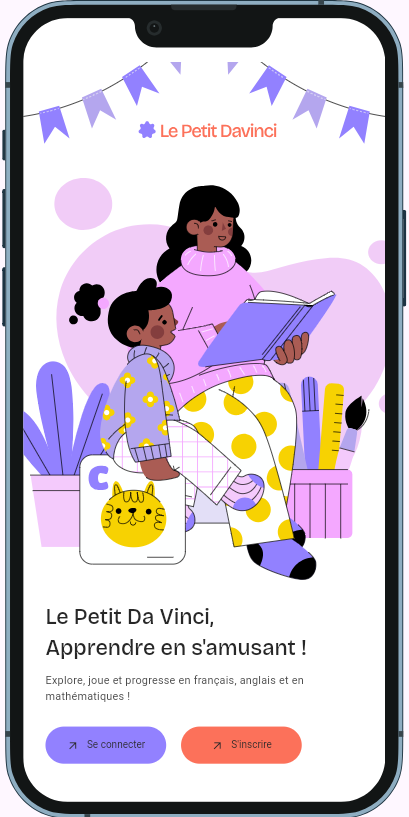 Le Petit Davinci
C
Le Petit Da Vinci,
Apprendre en s'amusant !
Explore, joue et progresse en français, anglais et en
mathématiques !
Se connecter
S'inscrire